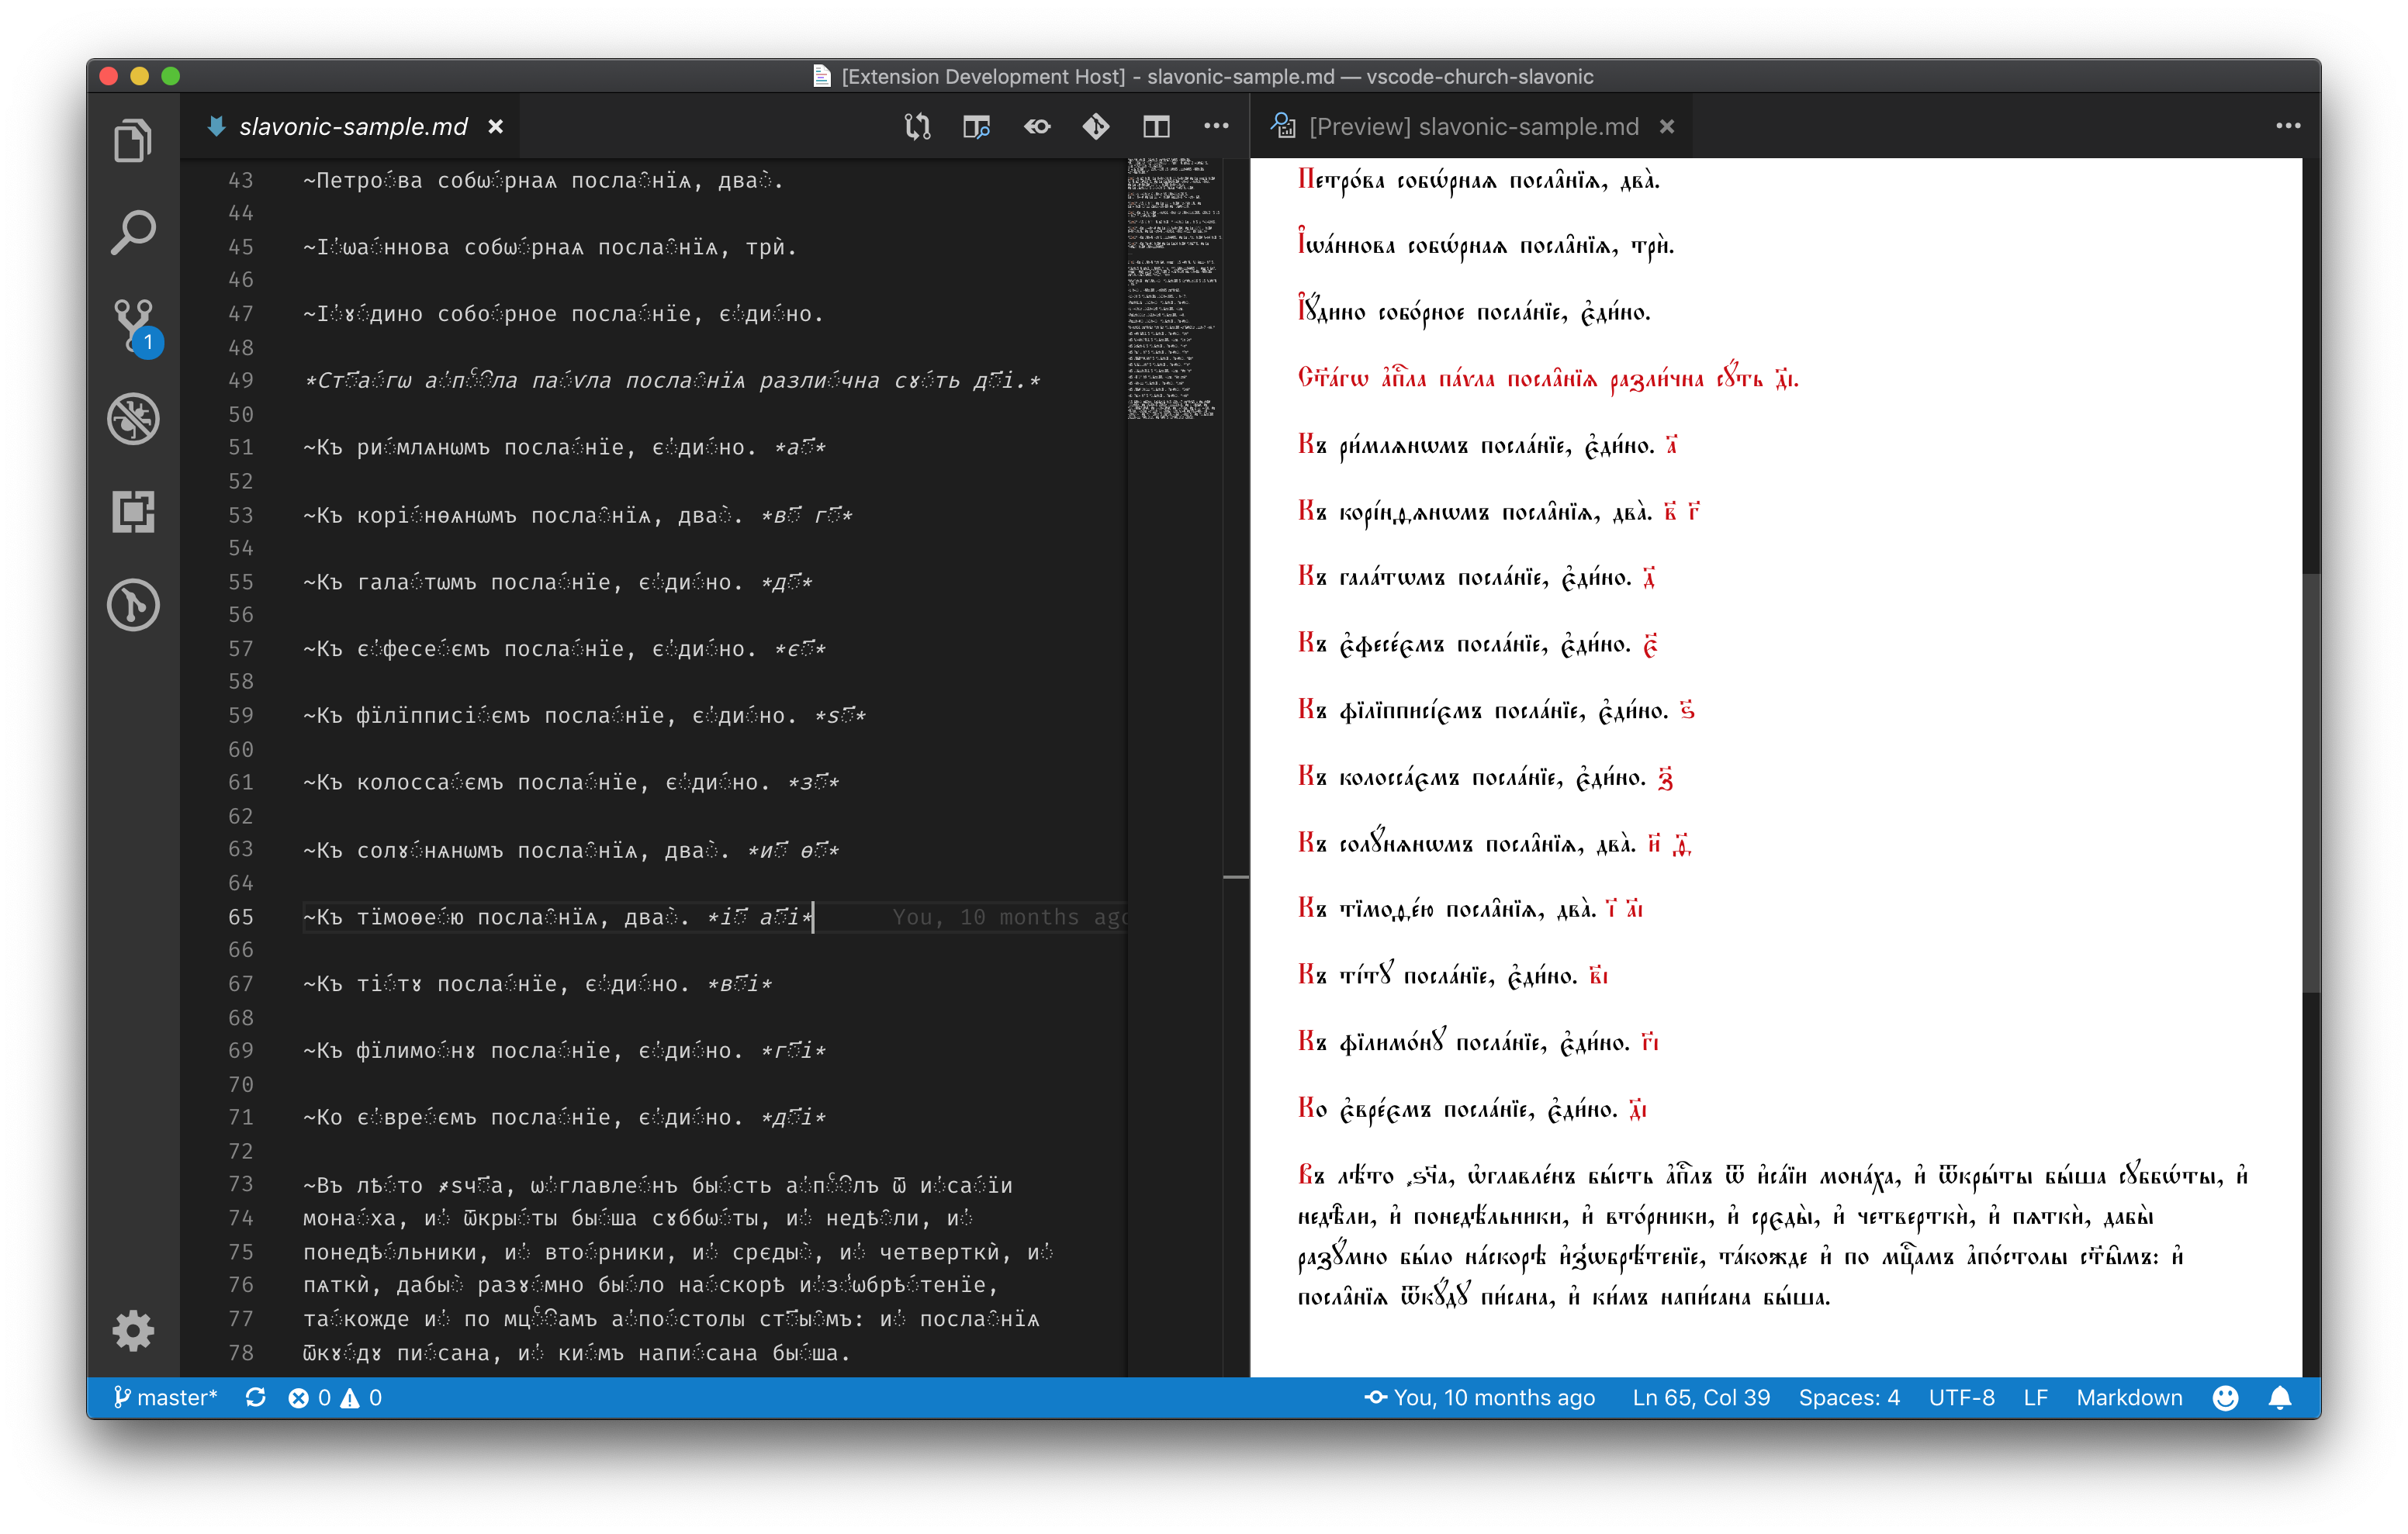 [Extension Development Host] - slavonic-sample.md — vscode-church-slavonic
slavonic-sample.md
43 ~Петро́ва собѡ́рнаѧ посла̑нїѧ, два̀.
44
45 ~І҆ѡа́ннова собѡ́рнаѧ посла̑нїѧ, трѝ.
46
47 ~І҆ꙋ́дино собо́рное посла́нїе, є҆ди́но.
48
49 *Ст҃а́гѡ а҆пⷭ҇ла па́ѵла посла̑нїѧ разли́чна сꙋ́ть д҃і.*
50
51 ~Къ ри́млѧнѡмъ посла́нїе, є҆ди́но. *а҃*
52
53 ~Къ корі́нѳѧнѡмъ посла̑нїѧ, два̀. *в҃ г҃*
54
55 ~Къ гала́тѡмъ посла́нїе, є҆ди́но. *д҃*
56
57 ~Къ є҆фесе́ємъ посла́нїе, є҆ди́но. *є҃*
58
59 ~Къ фїлїпписі́ємъ посла́нїе, є҆ди́но. *ѕ҃*
60
61 ~Къ колосса́ємъ посла́нїе, є҆ди́но. *з҃*
62
63 ~Къ солꙋ́нѧнѡмъ посла̑нїѧ, два̀. *и҃ ѳ҃*
64
65 ~Къ тїмоѳе́ю посла̑нїѧ, два̀. *і҃ а҃і* You, 10 months ago
66
67 ~Къ ті́тꙋ посла́нїе, є҆ди́но. *в҃і*
68
69 ~Къ фїлимо́нꙋ посла́нїе, є҆ди́но. *г҃і*
70
71 ~Ко є҆вре́ємъ посла́нїе, є҆ди́но. *д҃і*
72
73 ~Въ лѣ́то ҂ѕч҃а, ѡ҆главле́нъ бы́сть а҆пⷭ҇лъ ѿ и҆са́їи
74 мона́ха, и҆ ѿкры́ты бы́ша сꙋббѡ́ты, и҆ недѣ̑ли, и҆
75 понедѣ́льники, и҆ вто́рники, и҆ срєды̀, и҆ четверткѝ, и҆
76 пѧткѝ, дабы̀ разꙋ́мно бы́ло на́скорѣ и҆з̾ѡбрѣ́тенїе,
77 та́кожде и҆ по мцⷭ҇амъ а҆по́столы ст҃ы̑мъ: и҆ посла̑нїѧ
78 ѿкꙋ́дꙋ пи́сана, и҆ ки́мъ напи́сана бы́ша.
[Preview] slavonic-sample.md
Петро́ва собѡ́рнаѧ посла̑нїѧ, два̀.
І҆ѡа́ннова собѡ́рнаѧ посла̑нїѧ, трѝ.
І҆ꙋ́дино собо́рное посла́нїе, є҆ди́но.
Ст҃а́гѡ а҆пⷭ҇ла па́ѵла посла̑нїѧ разли́чна сꙋ́ть д҃і.
Къ ри́млѧнѡмъ посла́нїе, є҆ди́но. а҃
Къ корі́нѳѧнѡмъ посла̑нїѧ, два̀. в҃ г҃
Къ гала́тѡмъ посла́нїе, є҆ди́но. д҃
Къ є҆фесе́ємъ посла́нїе, є҆ди́но. є҃
Къ фїлїпписі́ємъ посла́нїе, є҆ди́но. ѕ҃
Къ колосса́ємъ посла́нїе, є҆ди́но. з҃
Къ солꙋ́нѧнѡмъ посла̑нїѧ, два̀. и҃ ѳ҃
Къ тїмоѳе́ю посла̑нїѧ, два̀. і҃ а҃і
Къ ті́тꙋ посла́нїе, є҆ди́но. в҃і
Къ фїлимо́нꙋ посла́нїе, є҆ди́но. г҃і
Ко є҆вре́ємъ посла́нїе, є҆ди́но. д҃і
Въ лѣ́то ҂ѕч҃а, ѡ҆главле́нъ бы́сть а҆пⷭ҇лъ ѿ и҆са́їи мона́ха, и҆ ѿкры́ты бы́ша сꙋббѡ́ты, и҆
недѣ̑ли, и҆ понедѣ́льники, и҆ вто́рники, и҆ срєды̀, и҆ четверткѝ, и҆ пѧткѝ, дабы̀
разꙋ́мно бы́ло на́скорѣ и҆з̾ѡбрѣ́тенїе, та́кожде и҆ по мцⷭ҇амъ а҆по́столы ст҃ы̑мъ: и҆
посла̑нїѧ ѿкꙋ́дꙋ пи́сана, и҆ ки́мъ напи́сана бы́ша.
1
master* 0 0 You, 10 months ago Ln 65, Col 39 Spaces: 4 UTF-8 LF Markdown